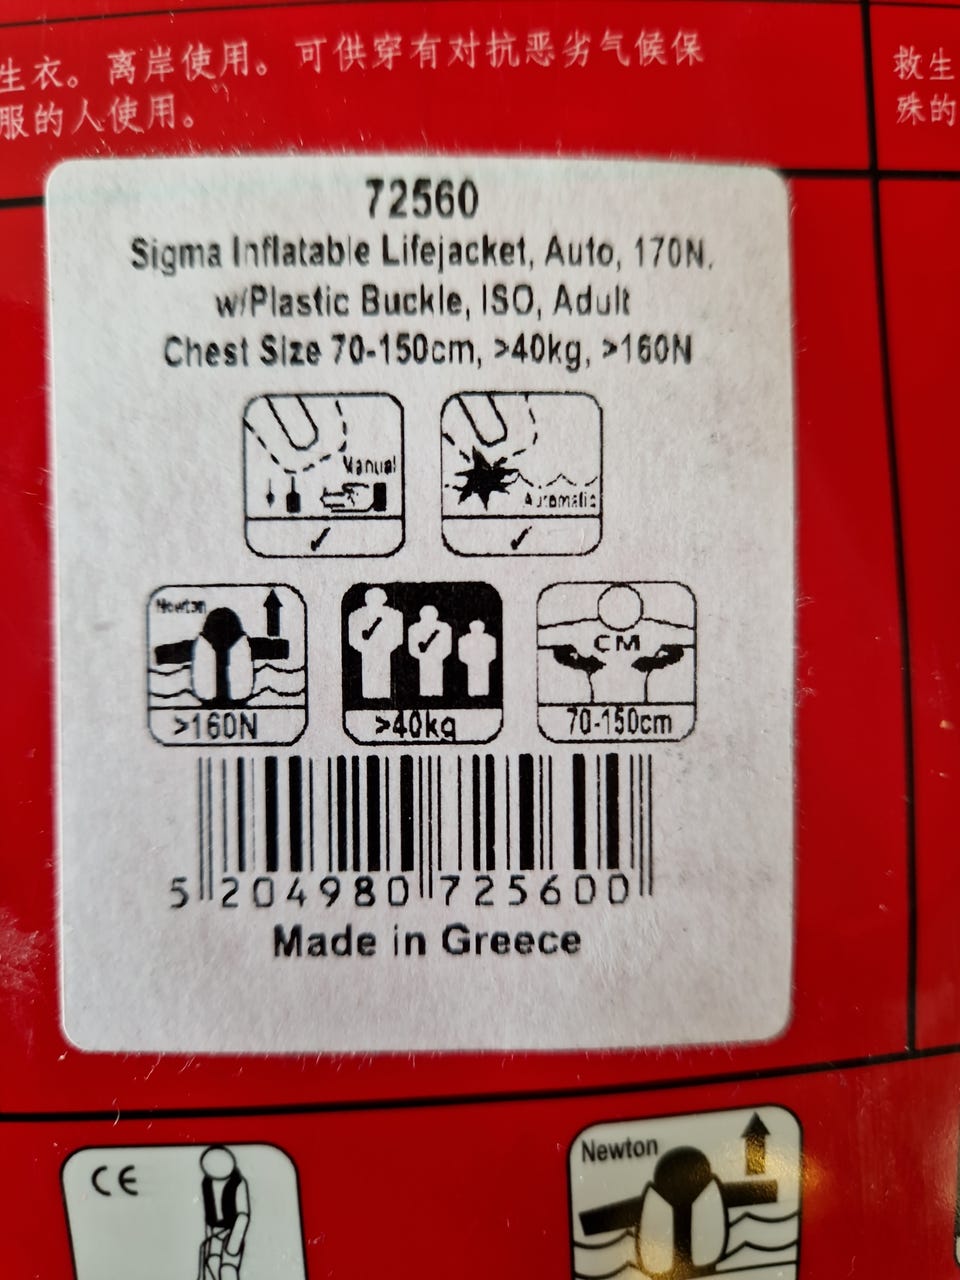 生衣。离岸使用。可供穿有对抗恶劣气候保
服的人使用。
救生
殊的
72560
Sigma Inflatable Lifejacket, Auto, 170N,
w/Plastic Buckle, ISO, Adult
Chest Size 70-150cm, >40kg, >160N
Manual
Automatic
Newton
CM
>160N
>40kg
70-150cm
5 204980 725600
Made in Greece
CE
Newton